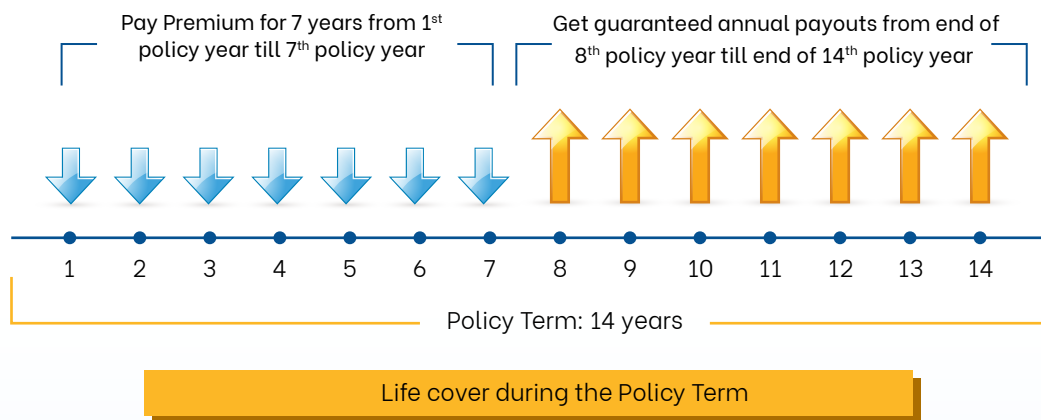 Pay Premium for 7 years from 1st
policy year till 7th policy year
Get guaranteed annual payouts from end of
8th policy year till end of 14th policy year
1 2 3 4 5 6 7 8 9 10 11 12 13 14
Policy Term: 14 years
Life cover during the Policy Term